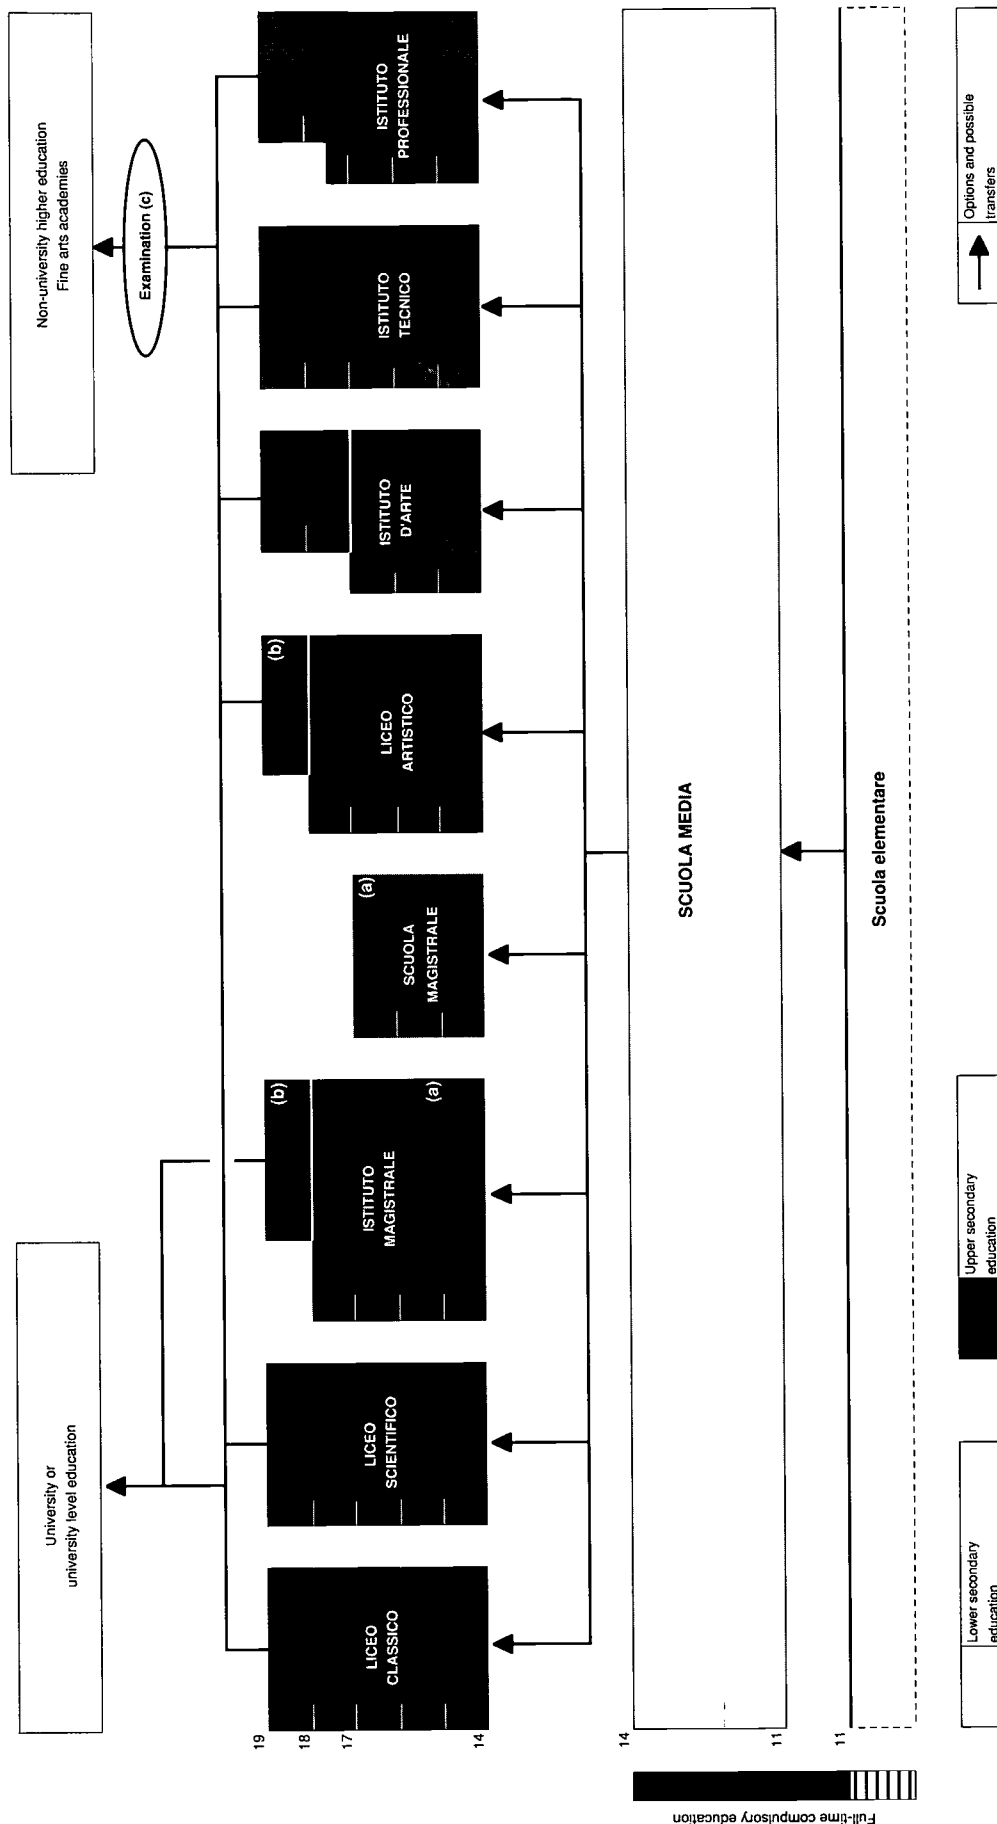 University or
university level education
Non-university higher education
Fine arts academies
Examination (c)
19
18
17
14
LICEO
CLASSICO
LICEO
SCIENTIFICO
(b)
ISTITUTO
MAGISTRALE
(a)
(a)
SCUOLA
MAGISTRALE
(b)
LICEO
ARTISTICO
ISTITUTO
D'ARTE
ISTITUTO
TECNICO
ISTITUTO
PROFESSIONALE
14
SCUOLA MEDIA
11
11
Scuola elementare
Full-time compulsory education
Lower secondary
education
Upper secondary
education
Options and possible
transfers